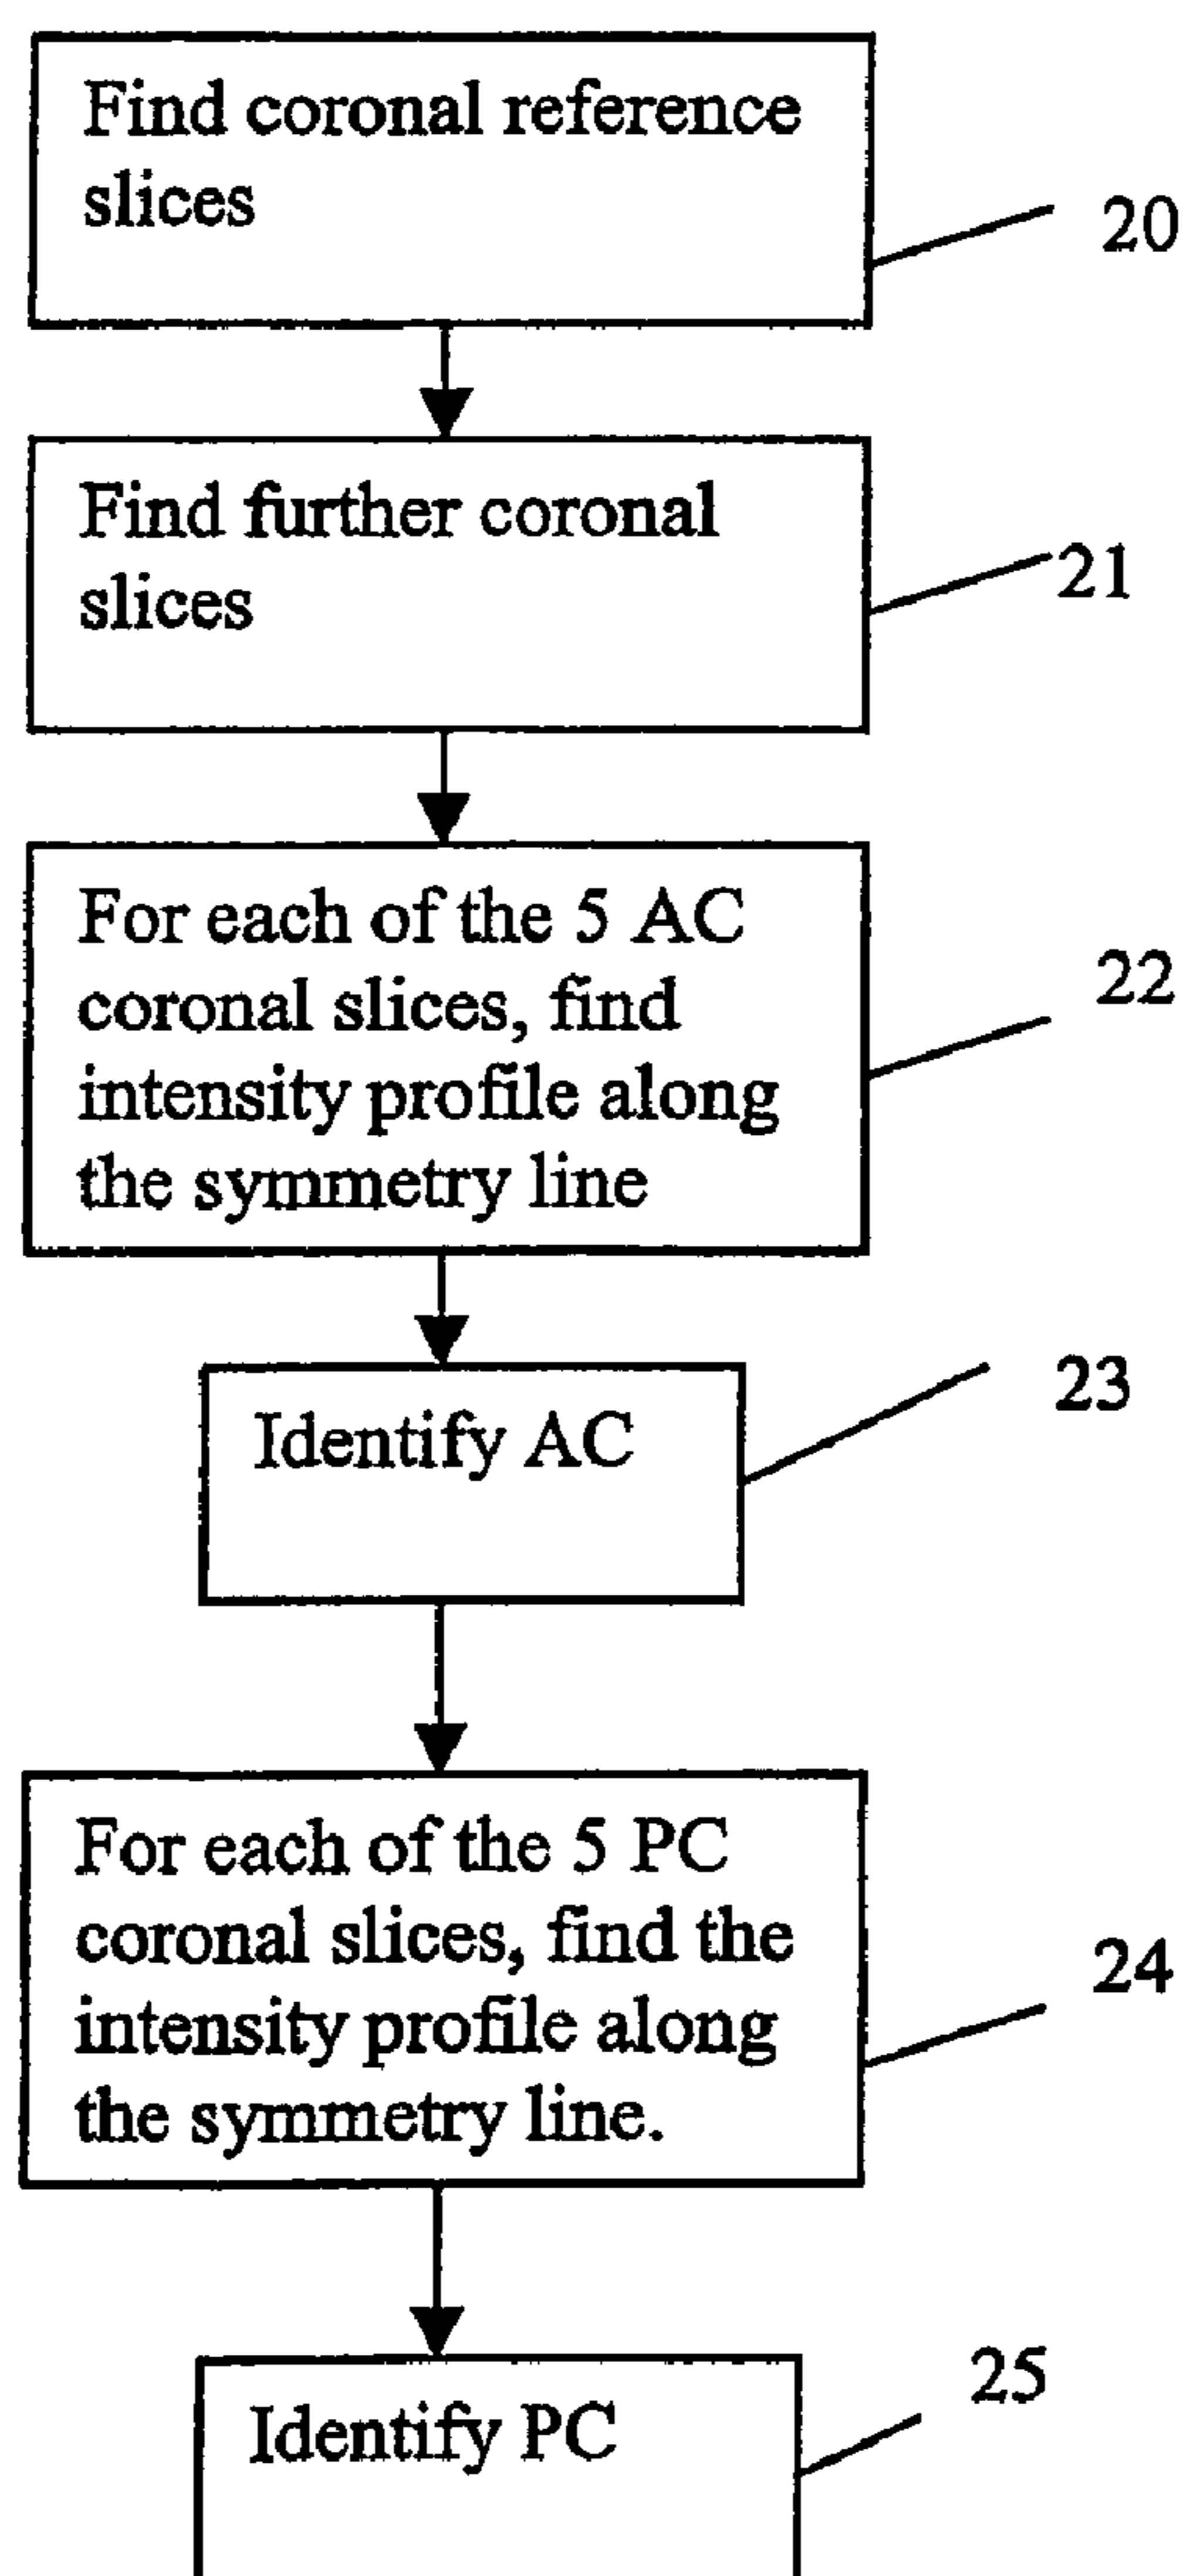 Find coronal reference
slices
20
Find further coronal
slices
21
For each of the 5 AC
coronal slices, find
intensity profile along
the symmetry line
22
Identify AC
23
For each of the 5 PC
coronal slices, find the
intensity profile along
the symmetry line.
24
Identify PC
25